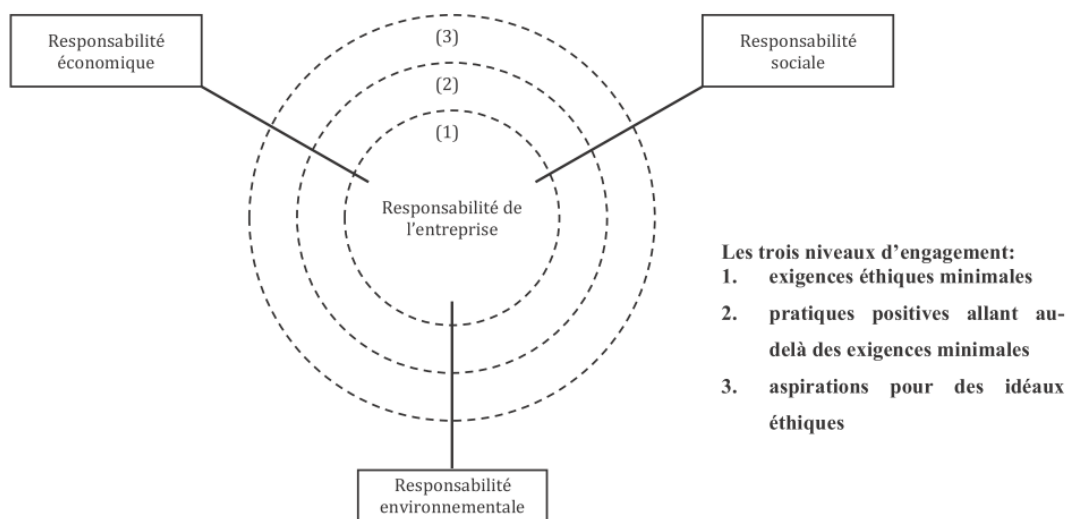 Responsabilité
économique
(3)
(2)
(1)
Responsabilité
sociale
Responsabilité de
l'entreprise
Responsabilité
environnementale
Les trois niveaux d'engagement:
1. exigences éthiques minimales
2. pratiques positives allant au-
delà des exigences minimales
3. aspirations pour des idéaux
éthiques